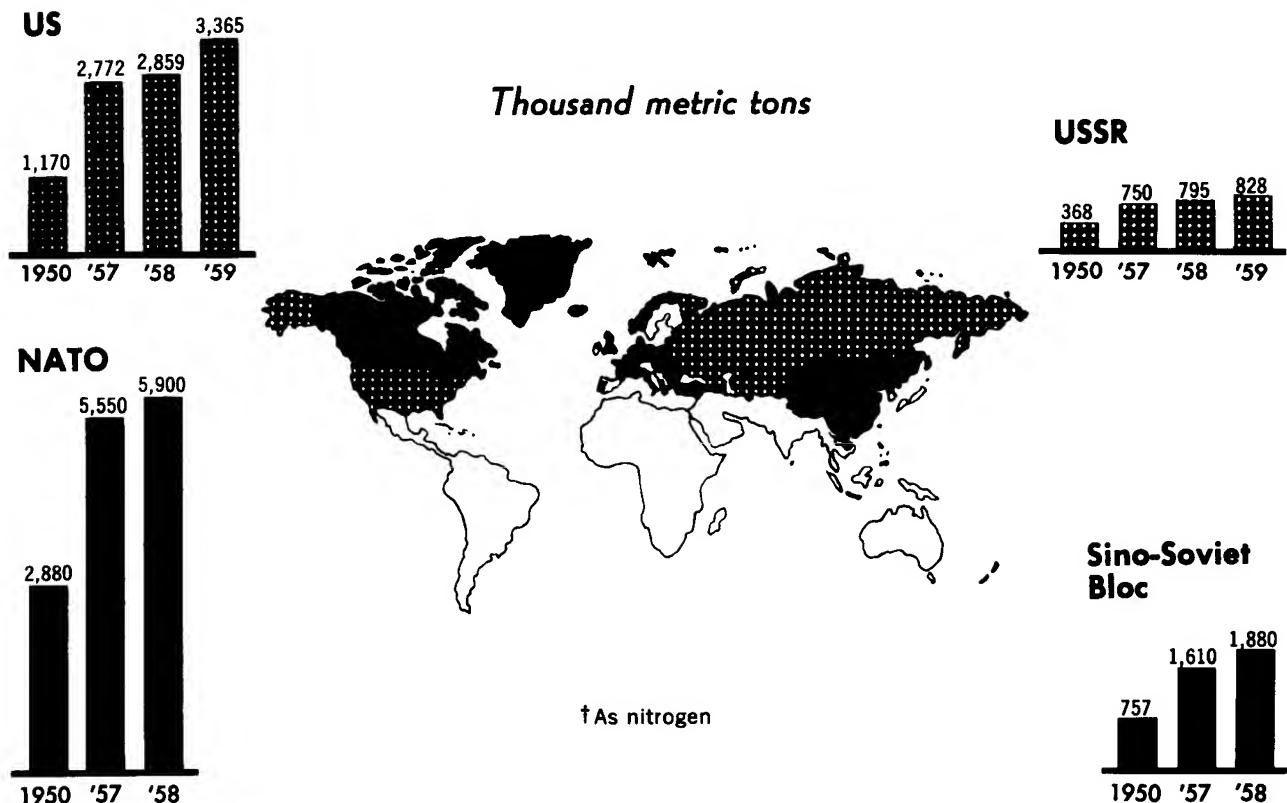 US
1,170
2,772
2,859
3,365
1950 '57 '58 '59
Thousand metric tons
USSR
368
750
795
828
1950 '57 '58 '59
NATO
2,880
5,550
5,900
1950 '57 '58
Sino-Soviet
Bloc
757
1,610
1,880
1950 '57 '58
† As nitrogen